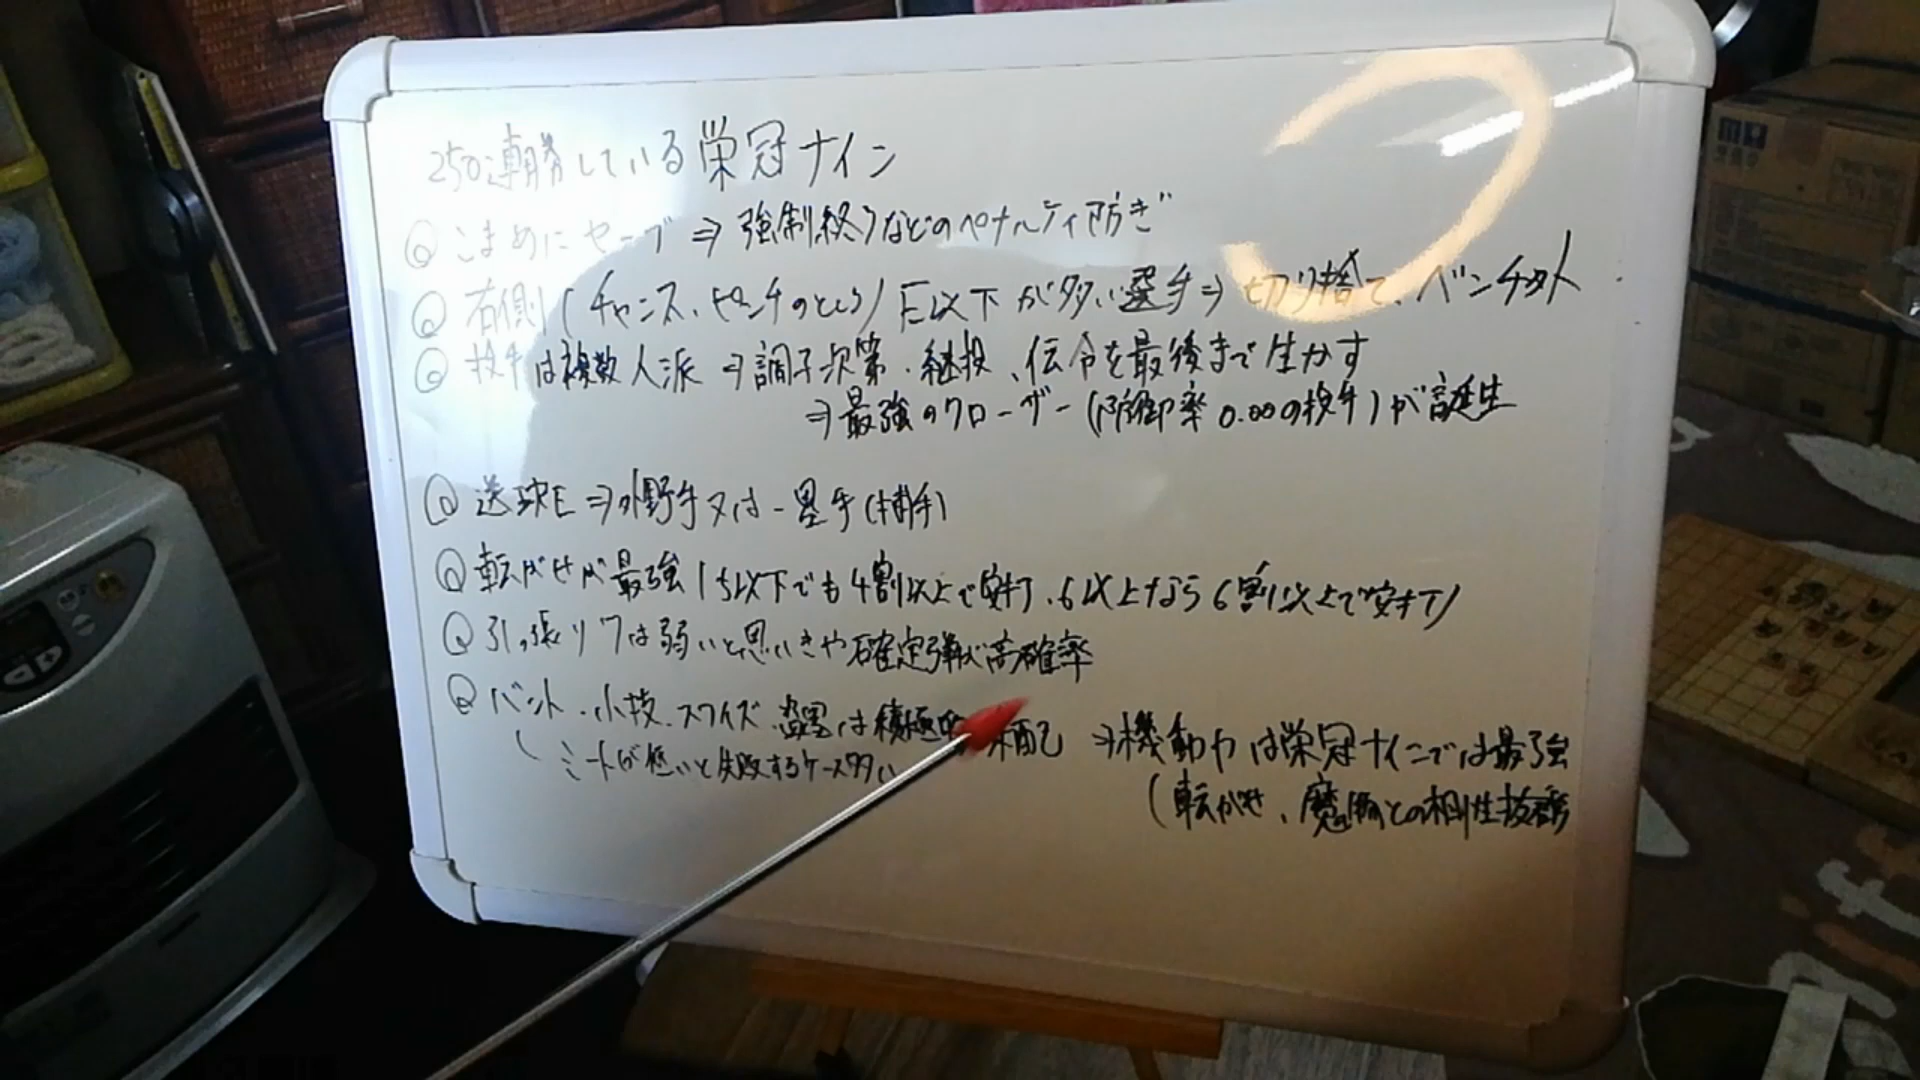 250連勝している栄冠ナイン
◎ こまめにセーブ ⇒ 強制終了などのペナルティ防ぎ
◎ 右側(チャンス、ピンチのところ) E以下が多い選手⇒ 切り捨て、ベンチ外
◎ 投手は複数人派 ⇒調子次第、継投、伝令を最後まで生かす
⇒最強のクローザー(防御率0.00の投手)が誕生
◎ 送球E ⇒外野手又は一塁手(捕手)
◎ 転がせが最強(5以下でも4割以上で安打、6以上なら6割以上で安打)
◎ 引っ張りは弱いと思いきや確定弾が高確率
◎ バント、小技、スクイズ、盗塁は積極的 采配 ⇒機動力は栄冠ナインでは最強
(ミートが低いと失敗するケース多い
(転がせ、魔物との相性抜群